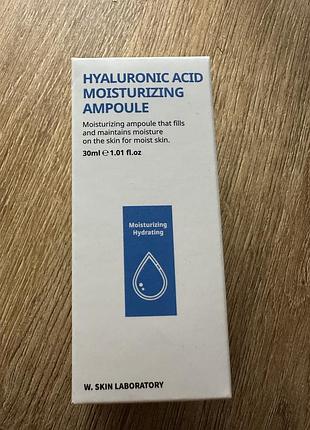 HYALURONIC ACID
MOISTURIZING
AMPOULE
Moisturizing ampoule that fills
and maintains moisture
on the skin for moist skin.
30ml ℮ 1.01 fl.oz
Moisturizing
Hydrating
W. SKIN LABORATORY